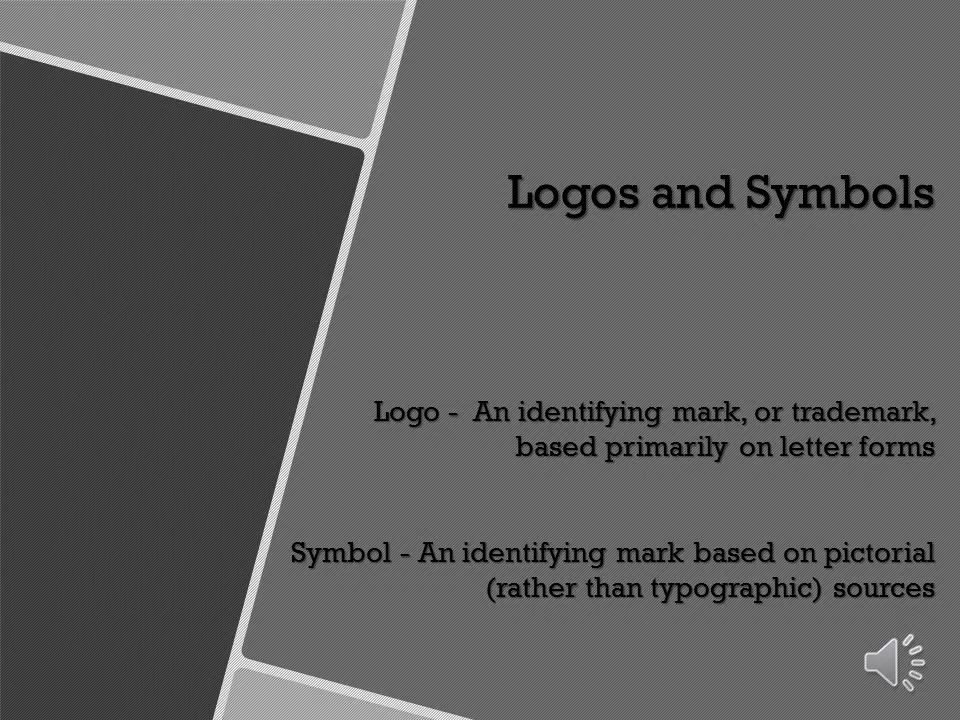 Logos and Symbols
Logo - An identifying mark, or trademark,
based primarily on letter forms
Symbol - An identifying mark based on pictorial
(rather than typographic) sources